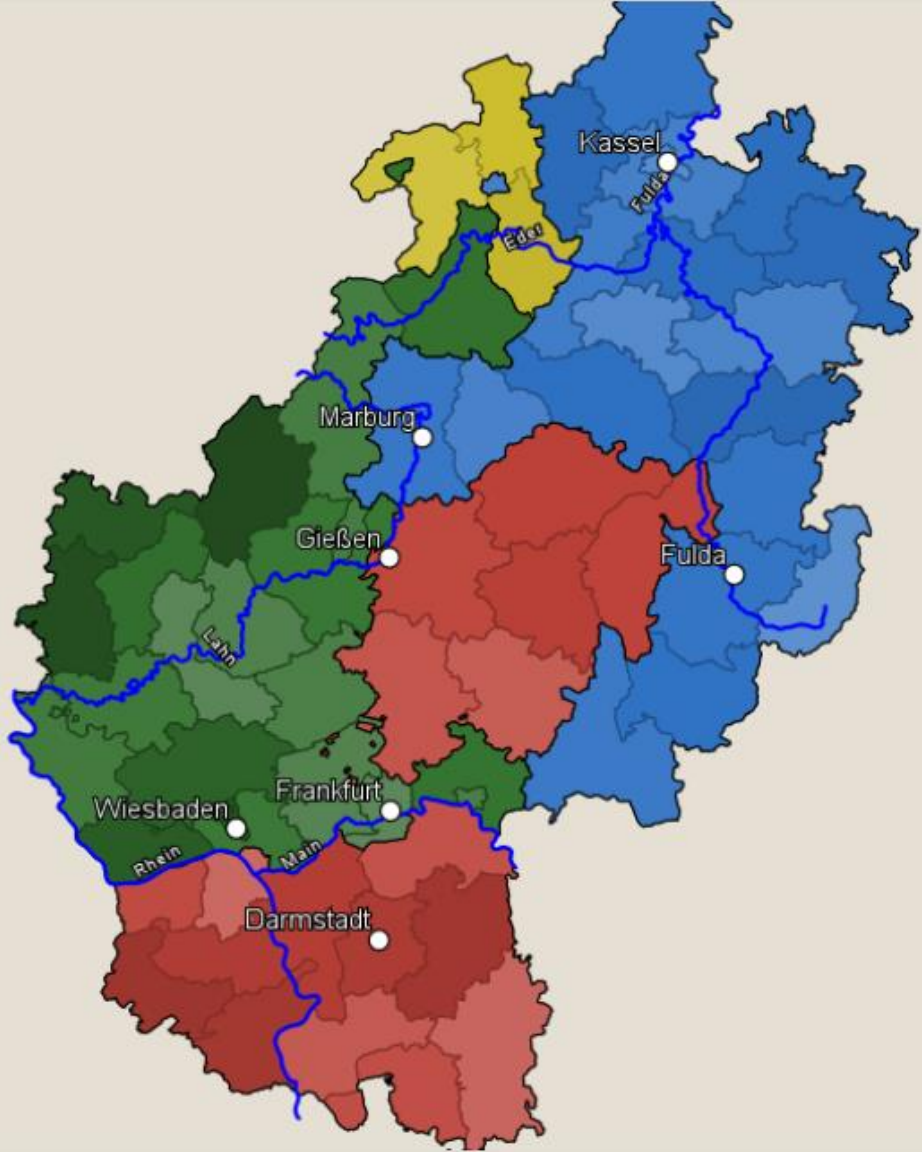 Kassel
Fulda
Eder
Marburg
Gießen
Fulda
Lahn
Frankfurt
Wiesbaden
Main
Rhein
Darmstadt